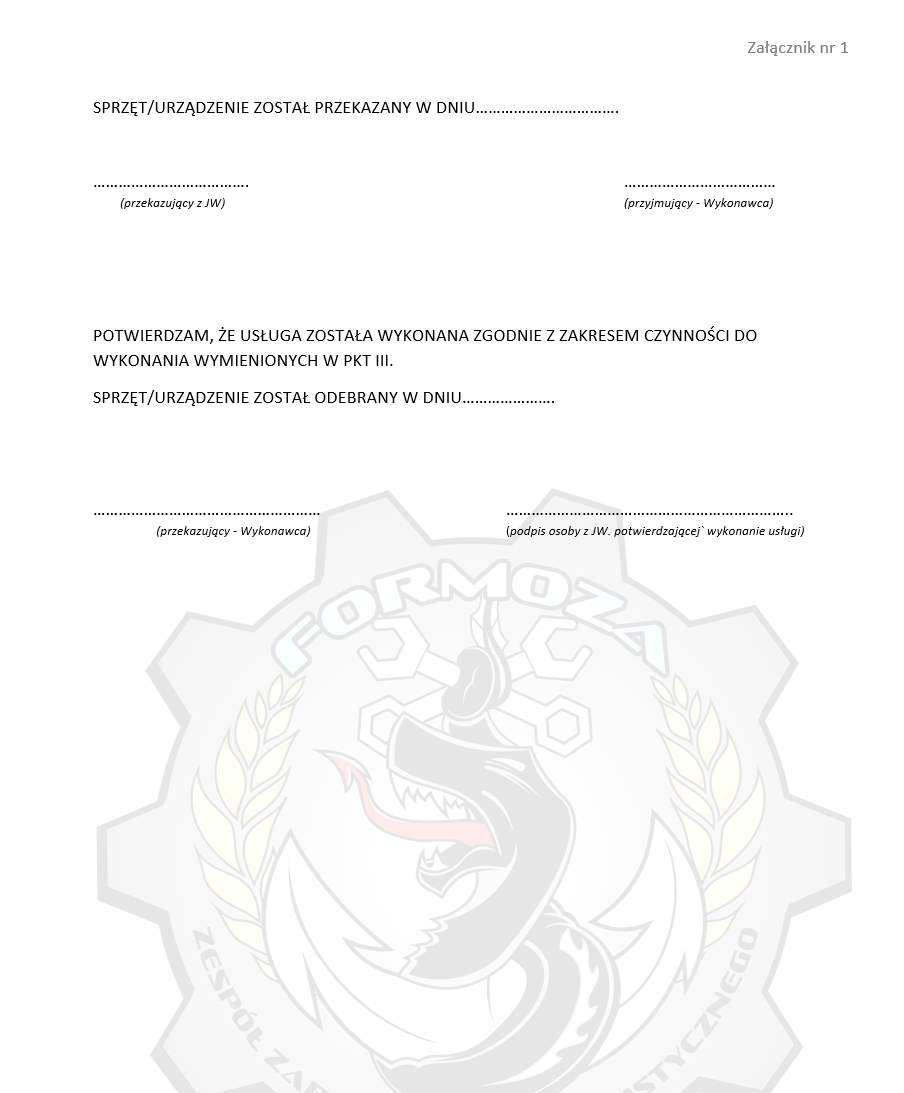 Załącznik nr 1
SPRZĘT/URZĄDZENIE ZOSTAŁ PRZEKAZANY W DNIU…………………………….
………………………………. ………………………………
(przekazujący z JW) (przyjmujący - Wykonawca)
POTWIERDZAM, ŻE USŁUGA ZOSTAŁA WYKONANA ZGODNIE Z ZAKRESEM CZYNNOŚCI DO
WYKONANIA WYMIENIONYCH W PKT III.
SPRZĘT/URZĄDZENIE ZOSTAŁ ODEBRANY W DNIU………………….
……………………………………………… …………………………………………………………..
(przekazujący - Wykonawca) (podpis osoby z JW. potwierdzającej` wykonanie usługi)
FORMOZA
ZESPÓŁ